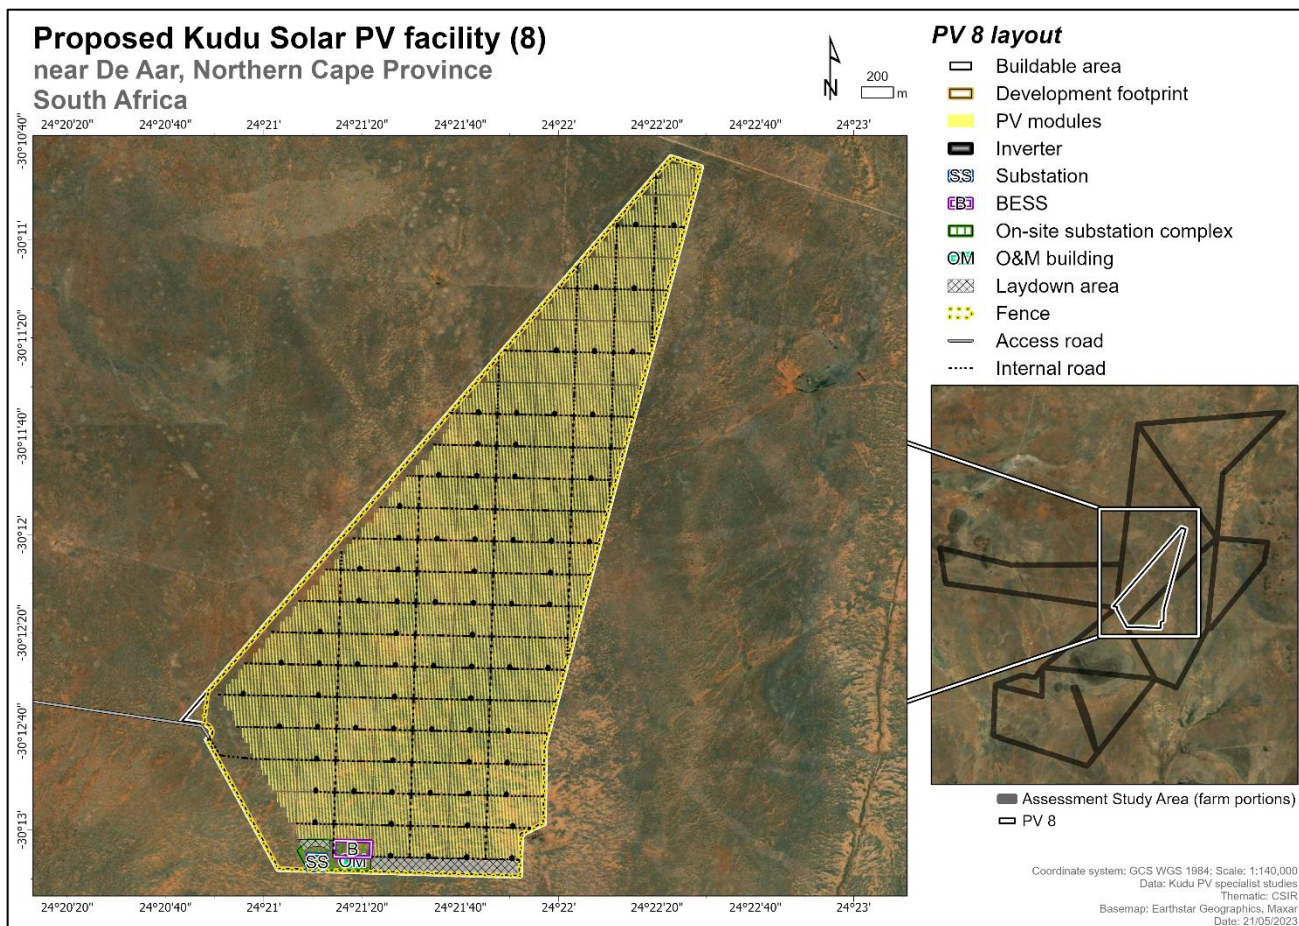 Proposed Kudu Solar PV facility (8)
near De Aar, Northern Cape Province
South Africa
N
200
m
PV 8 layout
Buildable area
Development footprint
PV modules
Inverter
SS Substation
B BESS
On-site substation complex
OM O&M building
Laydown area
Fence
Access road
Internal road
24°20'20" 24°20'40" 24°21' 24°21'20" 24°21'40" 24°22' 24°22'20" 24°22'40" 24°23'
-30°10'40"
-30°11'
-30°11'20"
-30°11'40"
-30°12'
-30°12'20"
-30°12'40"
-30°13'
B
SS OM
24°20'20" 24°20'40" 24°21' 24°21'20" 24°21'40" 24°22' 24°22'20" 24°22'40" 24°23'
Assessment Study Area (farm portions)
PV 8
Coordinate system: GCS WGS 1984; Scale: 1:140,000
Data: Kudu PV specialist studies
Thematic: CSIR
Basemap: Earthstar Geographics, Maxar
Date: 21/05/2023